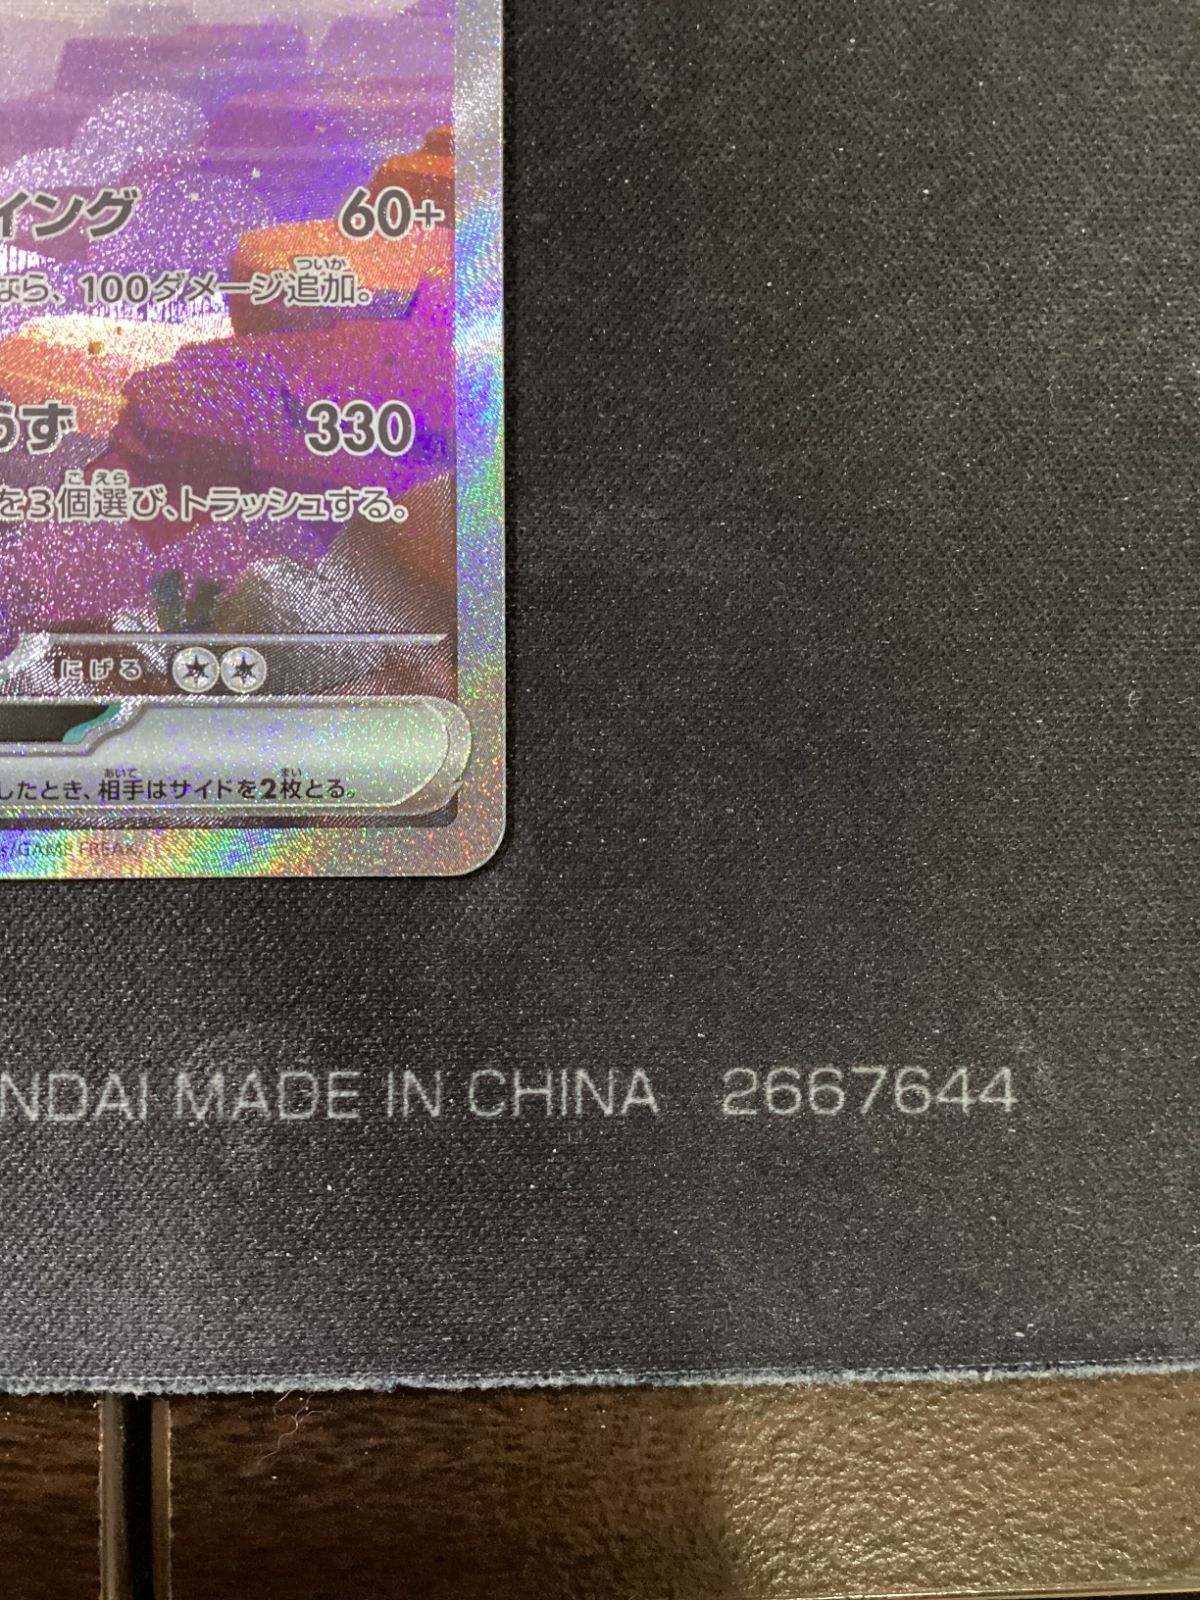 イング 60+
なら、100ダメージ追加。
ついか
うず 330
を3個選び、トラッシュする。
こ えら
にげる
したとき、相手はサイドを2枚とる。
あいて まい
s/GAME FREAK.
NDAI MADE IN CHINA 2667644